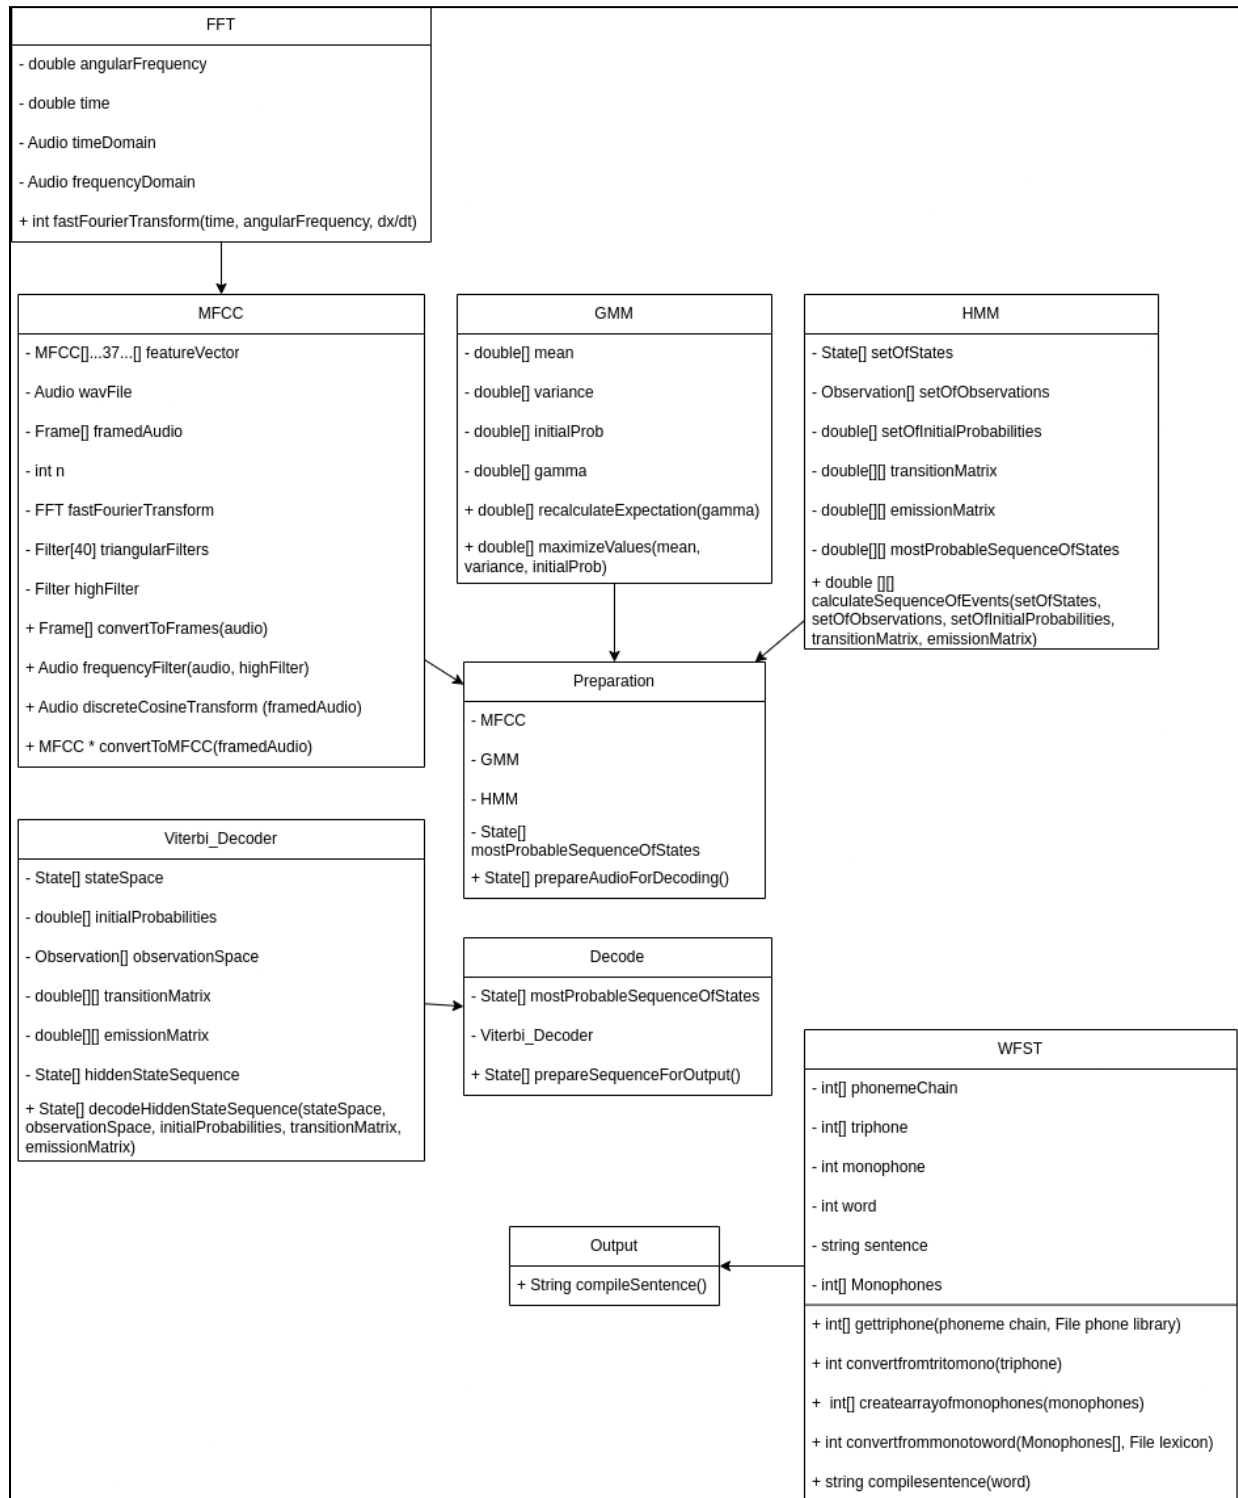 FFT
- double angularFrequency
- double time
- Audio timeDomain
- Audio frequencyDomain
+ int fastFourierTransform(time, angularFrequency, dx/dt)
MFCC
- MFCC[]...37...[] featureVector
- Audio wavFile
- Frame[] framedAudio
- int n
- FFT fastFourierTransform
- Filter[40] triangularFilters
- Filter highFilter
+ Frame[] convertToFrames(audio)
+ Audio frequencyFilter(audio, highFilter)
+ Audio discreteCosineTransform (framedAudio)
+ MFCC * convertToMFCC(framedAudio)
GMM
- double[] mean
- double[] variance
- double[] initialProb
- double[] gamma
+ double[] recalculateExpectation(gamma)
+ double[] maximizeValues(mean,
variance, initialProb)
HMM
- State[] setOfStates
- Observation[] setOfObservations
- double[] setOfInitialProbabilities
- double[][] transitionMatrix
- double[][] emissionMatrix
- double[][] mostProbableSequenceOfStates
+ double [][]
calculateSequenceOfEvents(setOfStates,
setOfObservations, setOfInitialProbabilities,
transitionMatrix, emissionMatrix)
Preparation
- MFCC
- GMM
- HMM
- State[]
mostProbableSequenceOfStates
+ State[] prepareAudioForDecoding()
Viterbi_Decoder
- State[] stateSpace
- double[] initialProbabilities
- Observation[] observationSpace
- double[][] transitionMatrix
- double[][] emissionMatrix
- State[] hiddenStateSequence
+ State[] decodeHiddenStateSequence(stateSpace,
observationSpace, initialProbabilities, transitionMatrix,
emissionMatrix)
Decode
- State[] mostProbableSequenceOfStates
- Viterbi_Decoder
+ State[] prepareSequenceForOutput()
WFST
- int[] phonemeChain
- int[] triphone
- int monophone
- int word
- string sentence
- int[] Monophones
+ int[] gettriphone(phoneme chain, File phone library)
+ int convertfromtritomono(triphone)
+ int[] createarrayofmonophones(monophones)
+ int convertfrommonotoword(Monophones[], File lexicon)
+ string compilesentence(word)
Output
+ String compileSentence()